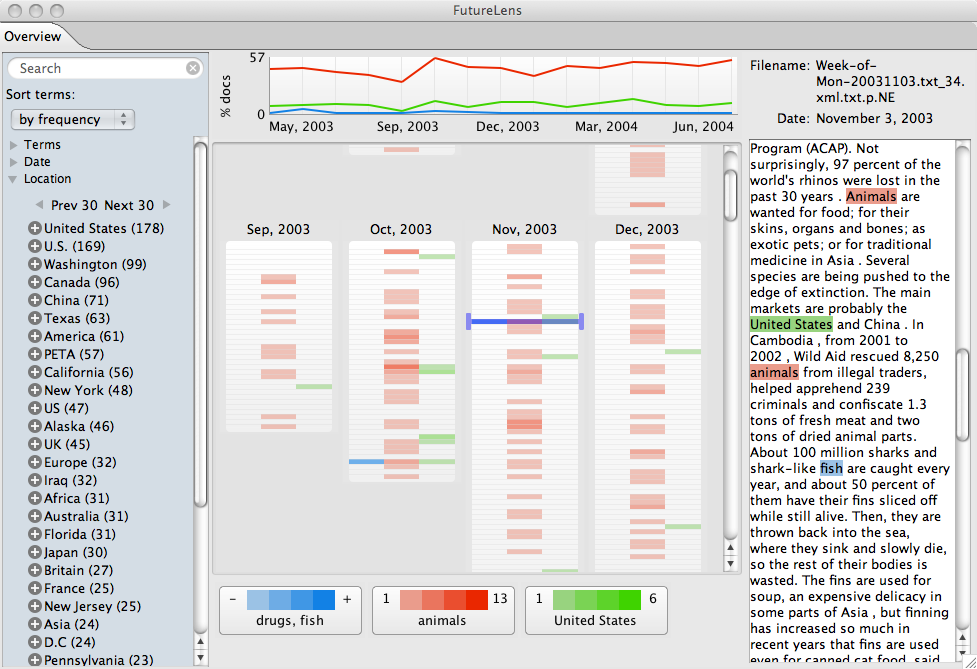 FutureLens
Overview
Search
Sort terms:
by frequency
Terms
Date
Location
Prev 30 Next 30
United States (178)
U.S. (169)
Washington (99)
Canada (96)
China (71)
Texas (63)
America (61)
PETA (57)
California (56)
New York (48)
US (47)
Alaska (46)
UK (45)
Europe (32)
Iraq (32)
Africa (31)
Australia (31)
Florida (31)
Japan (30)
Britain (27)
France (25)
New Jersey (25)
Asia (24)
D.C (24)
Pennsylvania (23)
57
% docs
0
May, 2003 Sep, 2003 Dec, 2003 Mar, 2004 Jun, 2004
Sep, 2003 Oct, 2003 Nov, 2003 Dec, 2003
- +
drugs, fish
1 13
animals
1 6
United States
Filename: Week-of-
Mon-20031103.txt_34.
xml.txt.p.NE
Date: November 3, 2003
Program (ACAP). Not
surprisingly, 97 percent of the
world's rhinos were lost in the
past 30 years . Animals are
wanted for food; for their
skins, organs and bones; as
exotic pets; or for traditional
medicine in Asia . Several
species are being pushed to the
edge of extinction. The main
markets are probably the
United States and China . In
Cambodia , from 2001 to
2002 , Wild Aid rescued 8,250
animals from illegal traders,
helped apprehend 239
criminals and confiscate 1.3
tons of fresh meat and two
tons of dried animal parts.
About 100 million sharks and
shark-like fish are caught every
year, and about 50 percent of
them have their fins sliced off
while still alive. Then, they are
thrown back into the sea,
where they sink and slowly die,
so the rest of their bodies is
wasted. The fins are used for
soup, an expensive delicacy in
some parts of Asia , but finning
has increased so much in
recent years that fins are used
even for canned cat food, said